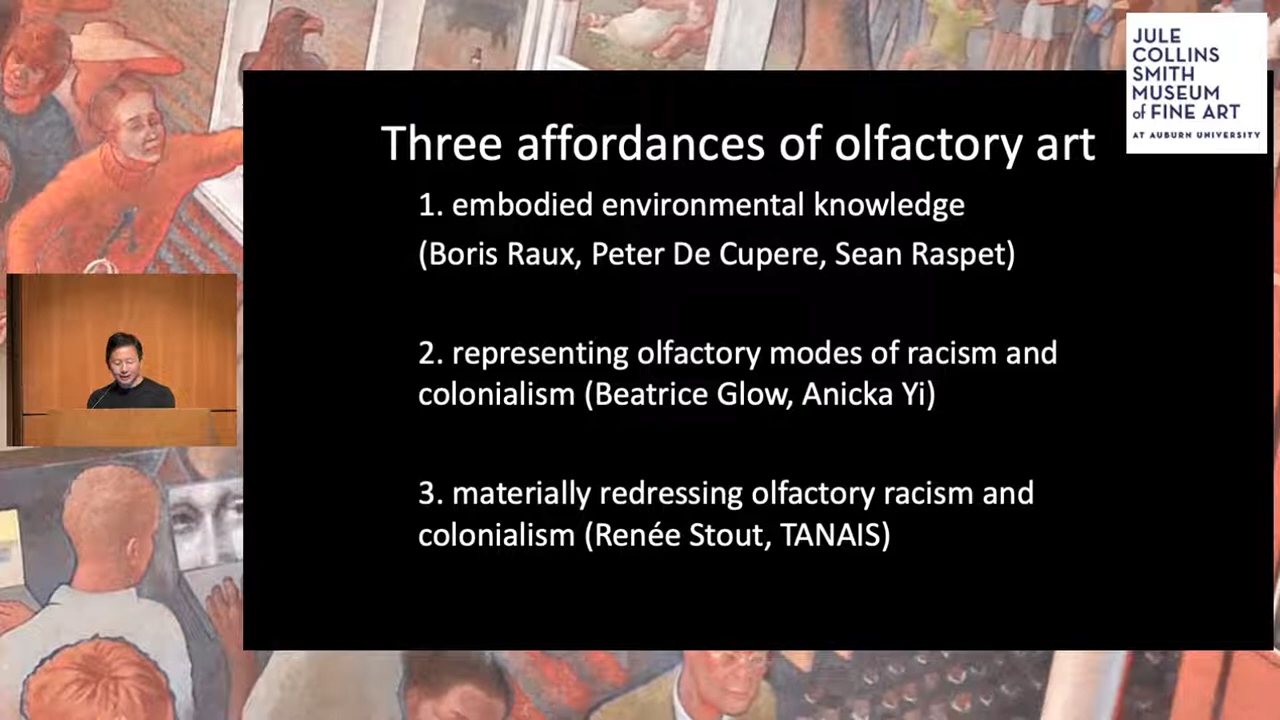 JULE
COLLINS
SMITH
MUSEUM
of FINE ART
AT AUBURN UNIVERSITY
Three affordances of olfactory art
1. embodied environmental knowledge
(Boris Raux, Peter De Cupere, Sean Raspet)
2. representing olfactory modes of racism and
colonialism (Beatrice Glow, Anicka Yi)
3. materially redressing olfactory racism and
colonialism (Renée Stout, TANAIS)